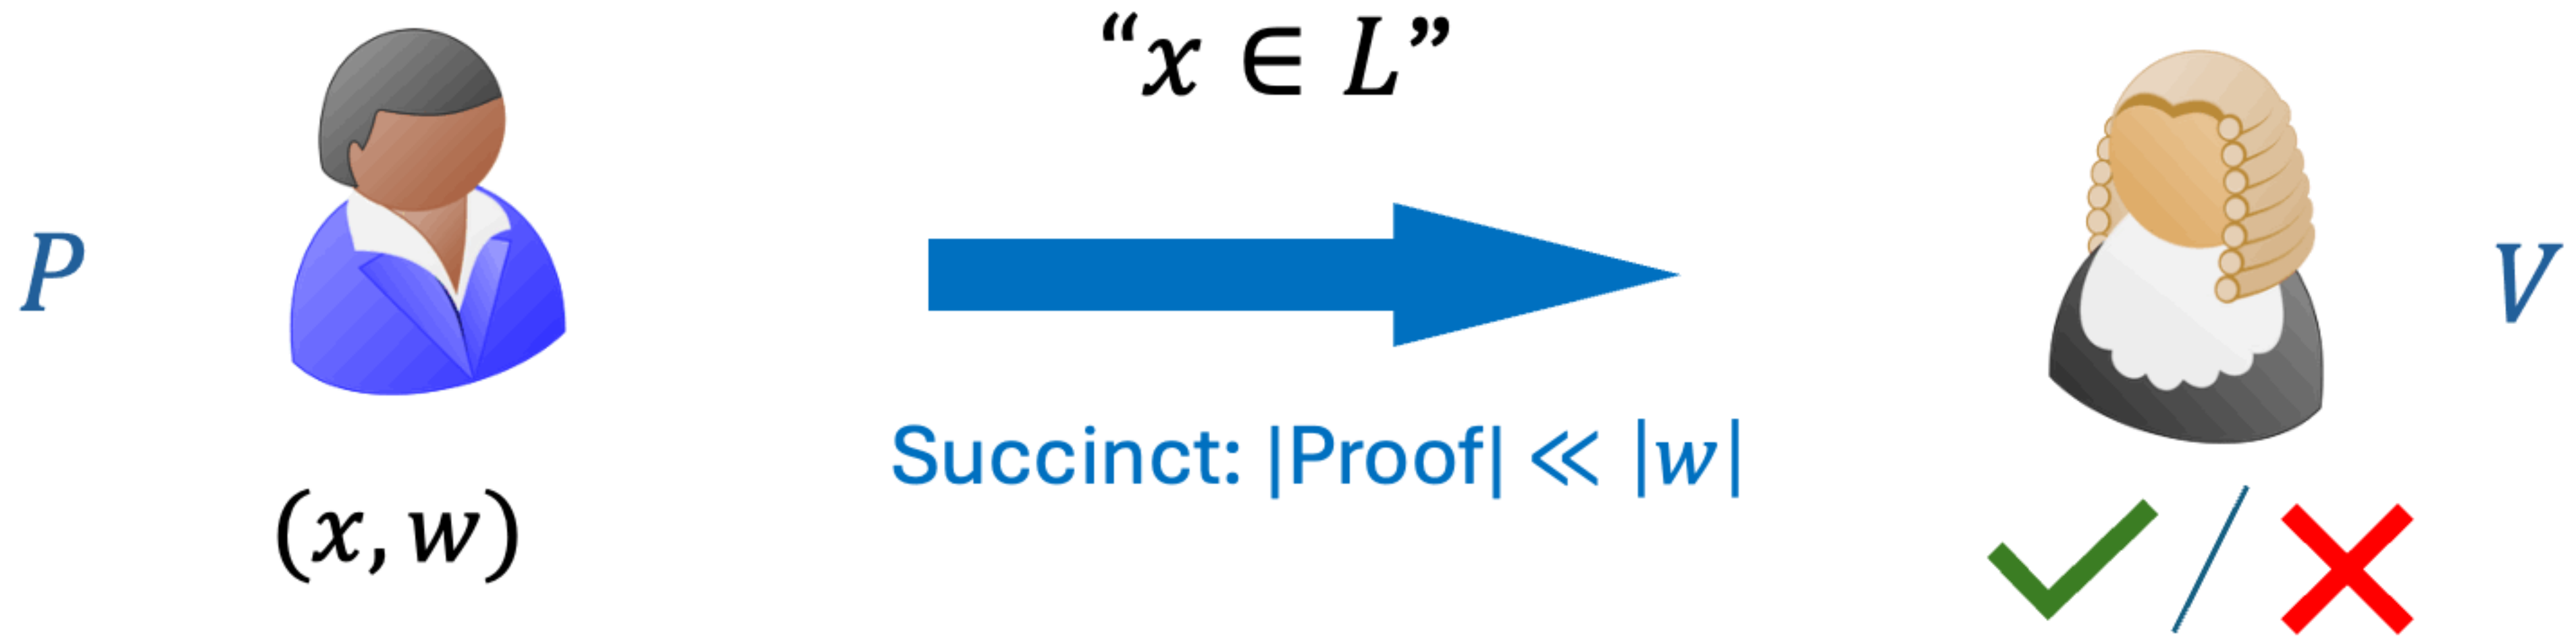 “x ∈ L”
P
V
Succinct: |Proof| ≪ |w|
(x, w)
/